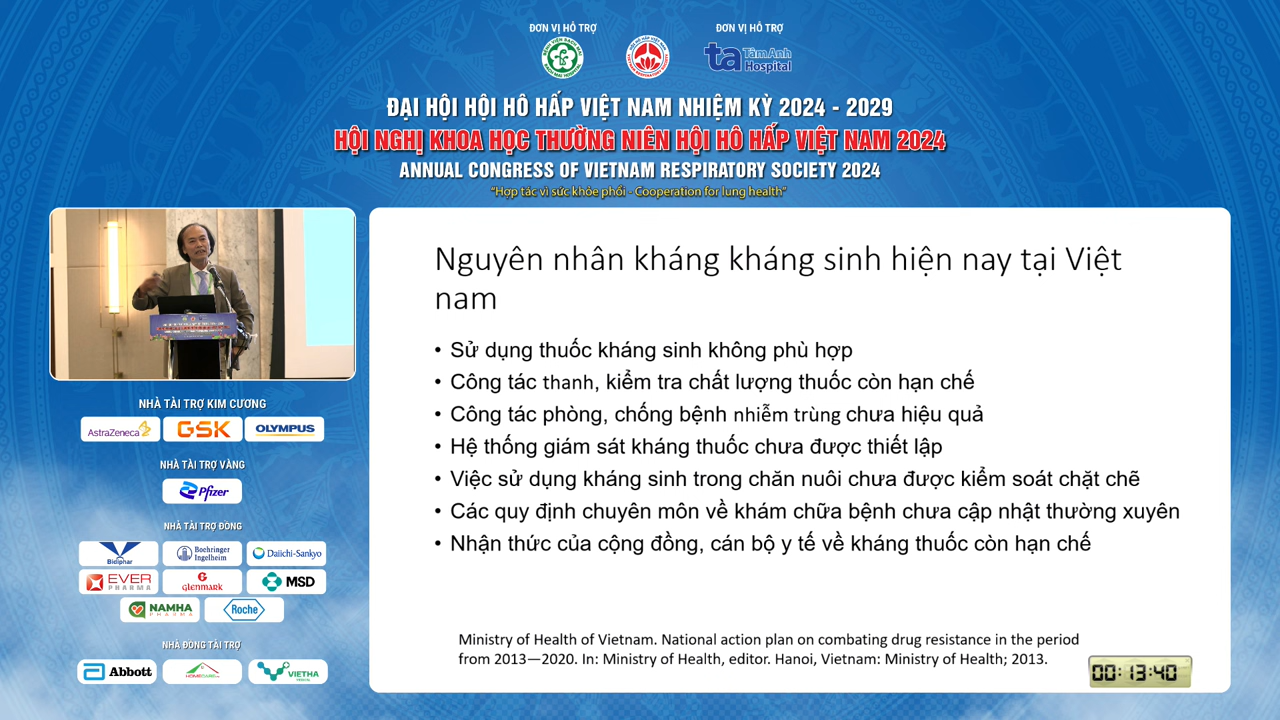 ĐƠN VỊ HỖ TRỢ
ĐƠN VỊ HỖ TRỢ
ta TâmAnh Hospital
ĐẠI HỘI HỘI HÔ HẤP VIỆT NAM NHIỆM KỲ 2024 - 2029
HỘI NGHỊ KHOA HỌC THƯỜNG NIÊN HỘI HÔ HẤP VIỆT NAM 2024
ANNUAL CONGRESS OF VIETNAM RESPIRATORY SOCIETY 2024
"Hợp tác vì sức khỏe phổi - Cooperation for lung health"
NHÀ TÀI TRỢ KIM CƯƠNG
AstraZeneca
GSK
OLYMPUS
NHÀ TÀI TRỢ VÀNG
Pfizer
NHÀ TÀI TRỢ ĐỒNG
Bidiphar
Boehringer Ingelheim
Daiichi-Sankyo
EVER PHARMA
GLENMARK
MSD
NAMHA PHARMA
Roche
NHÀ ĐỒNG TÀI TRỢ
Abbott
VIETHA
Nguyên nhân kháng kháng sinh hiện nay tại Việt
nam
• Sử dụng thuốc kháng sinh không phù hợp
• Công tác thanh, kiểm tra chất lượng thuốc còn hạn chế
• Công tác phòng, chống bệnh nhiễm trùng chưa hiệu quả
• Hệ thống giám sát kháng thuốc chưa được thiết lập
• Việc sử dụng kháng sinh trong chăn nuôi chưa được kiểm soát chặt chẽ
• Các quy định chuyên môn về khám chữa bệnh chưa cập nhật thường xuyên
• Nhận thức của cộng đồng, cán bộ y tế về kháng thuốc còn hạn chế
Ministry of Health of Vietnam. National action plan on combating drug resistance in the period
from 2013—2020. In: Ministry of Health, editor. Hanoi, Vietnam: Ministry of Health; 2013.
00:13:40